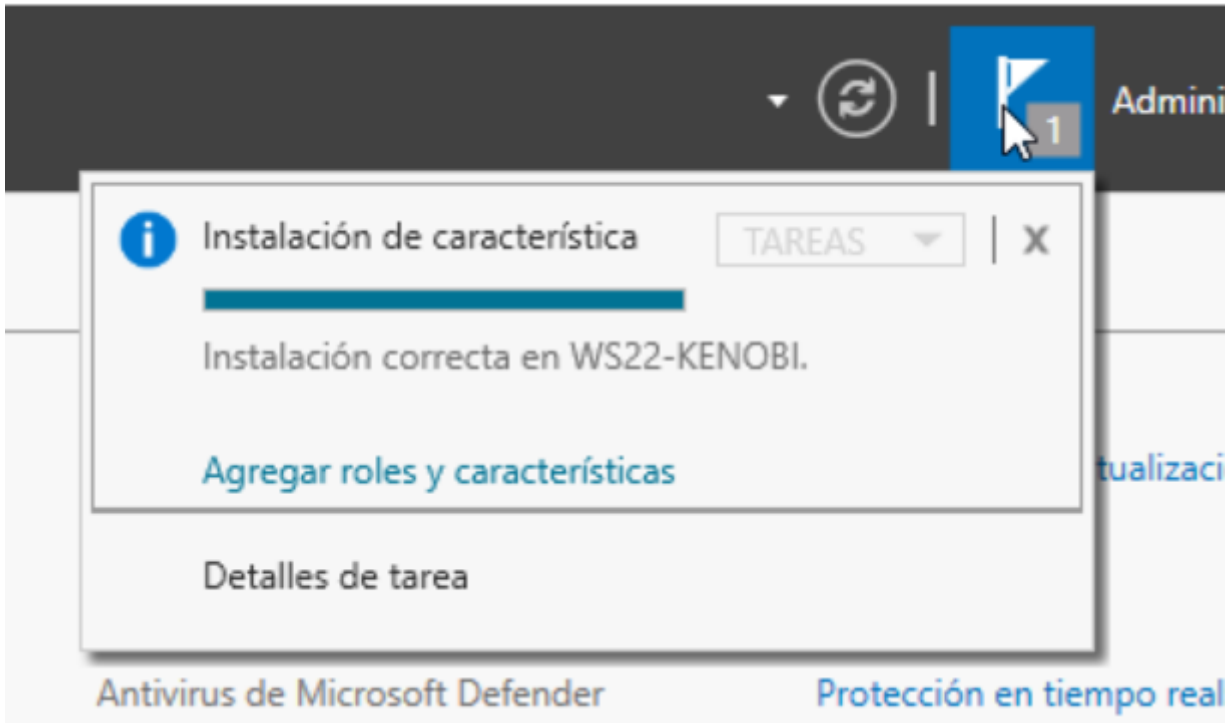 Admini
1
Instalación de característica TAREAS X
Instalación correcta en WS22-KENOBI.
Agregar roles y características
tualizaci
Detalles de tarea
Antivirus de Microsoft Defender Protección en tiempo real